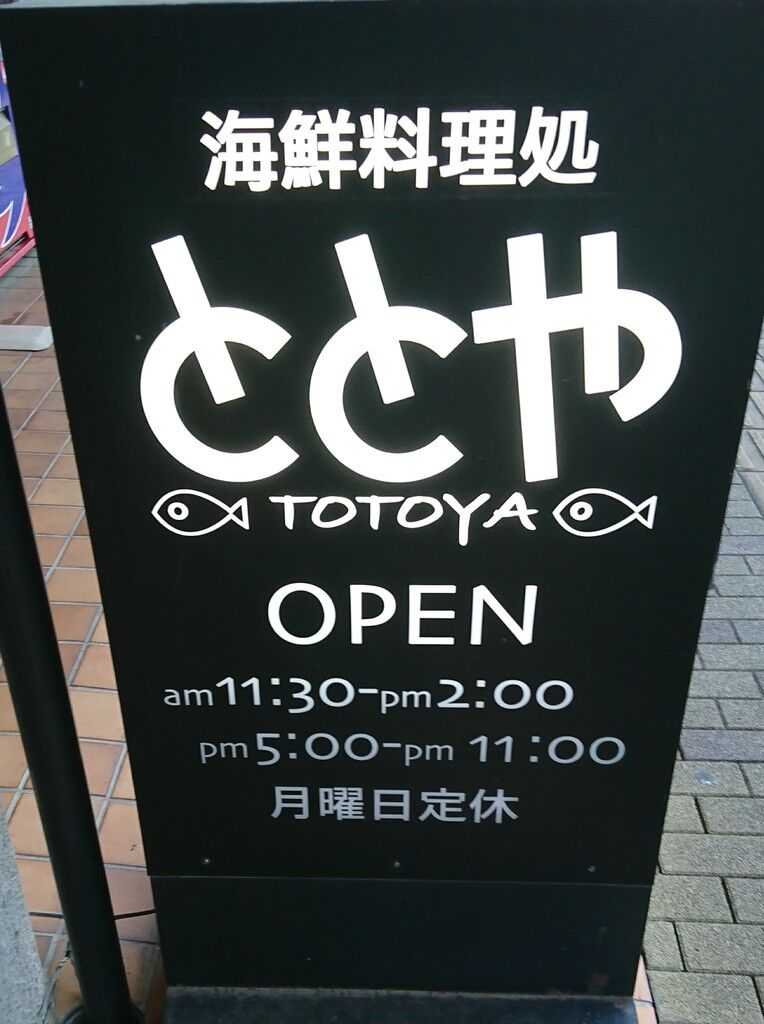 海鮮料理処
ととや
TOTOYA
OPEN
am11:30-pm2:00
pm5:00-pm 11:00
月曜日定休